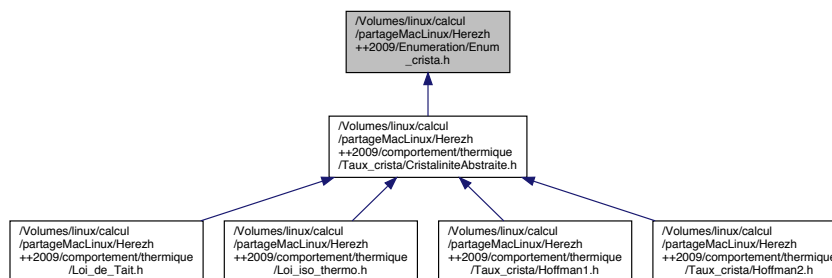 /Volumes/linux/calcul
/partageMacLinux/Herezh
++2009/Enumeration/Enum
_crista.h
/Volumes/linux/calcul
/partageMacLinux/Herezh
++2009/comportement/thermique
/Taux_crista/CristaliniteAbstraite.h
/Volumes/linux/calcul
/partageMacLinux/Herezh
++2009/comportement/thermique
/Loi_de_Tait.h
/Volumes/linux/calcul
/partageMacLinux/Herezh
++2009/comportement/thermique
/Loi_iso_thermo.h
/Volumes/linux/calcul
/partageMacLinux/Herezh
++2009/comportement/thermique
/Taux_crista/Hoffman1.h
/Volumes/linux/calcul
/partageMacLinux/Herezh
++2009/comportement/thermique
/Taux_crista/Hoffman2.h